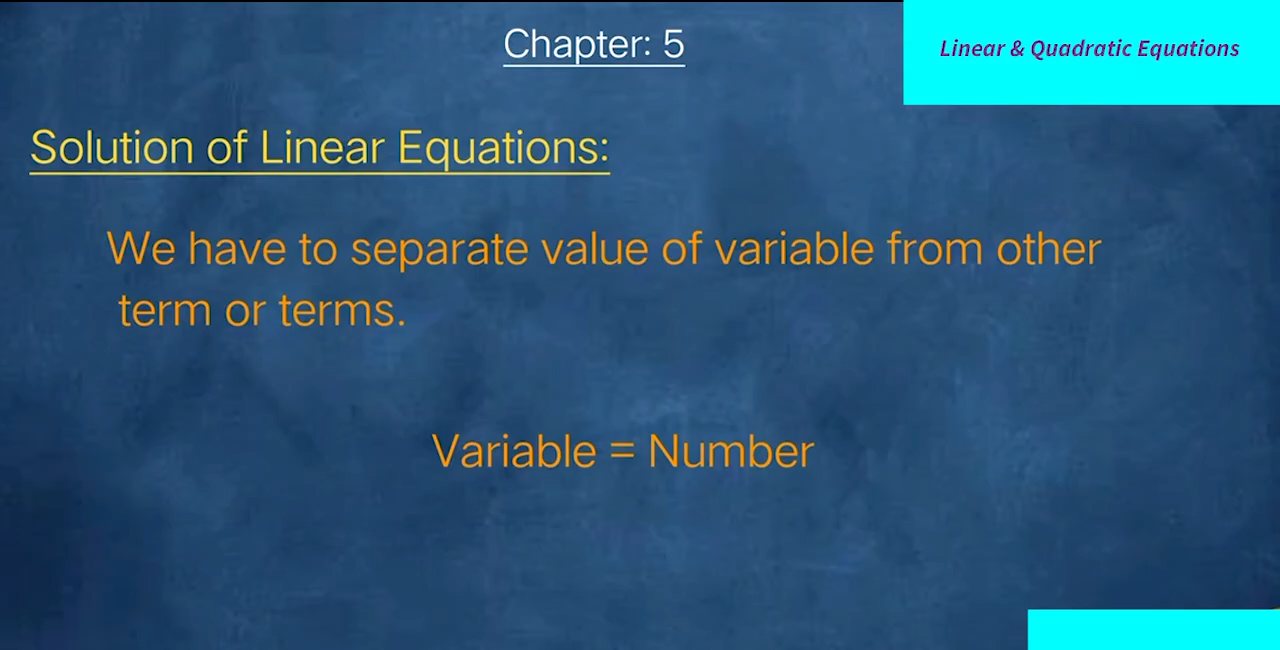 Chapter: 5
Linear & Quadratic Equations
Solution of Linear Equations:
We have to separate value of variable from other
term or terms.
Variable = Number